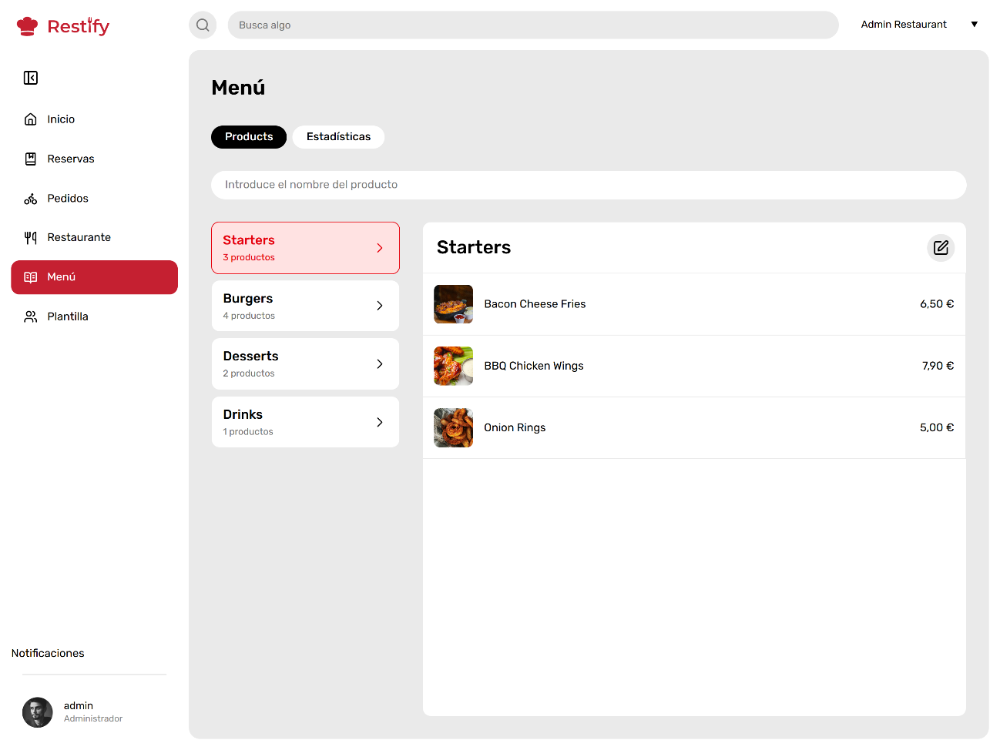 Restify
Busca algo
Admin Restaurant
Inicio
Reservas
Pedidos
Restaurante
Menú
Plantilla
Notificaciones
admin
Administrador
Menú
Products
Estadísticas
Introduce el nombre del producto
Starters
3 productos
Burgers
4 productos
Desserts
2 productos
Drinks
1 productos
Starters
Bacon Cheese Fries
6,50 €
BBQ Chicken Wings
7,90 €
Onion Rings
5,00 €